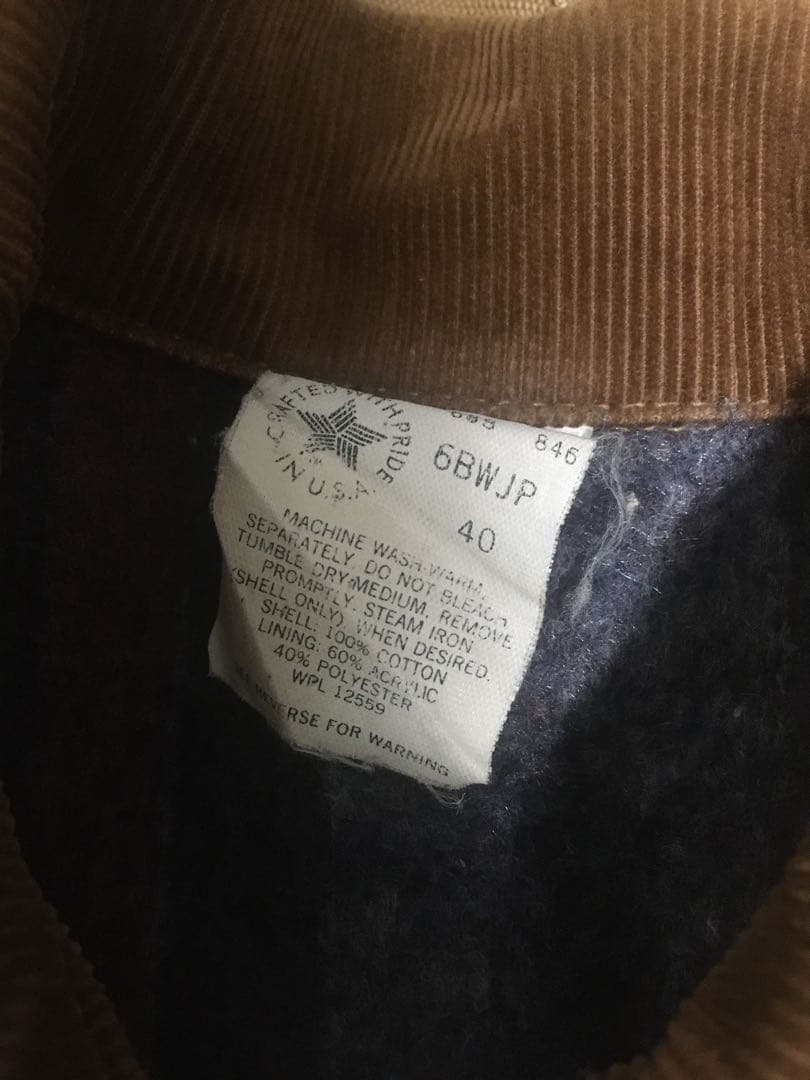 CRAFTED WITH PRIDE
IN U.S.A.
846
6BWJP
40
MACHINE WASH-WARM,
SEPARATELY. DO NOT BLEACH
TUMBLE DRY-MEDIUM. REMOVE
PROMPTLY. STEAM IRON
(SHELL ONLY) WHEN DESIRED.
SHELL: 100% COTTON
LINING: 60% ACRYLIC
40% POLYESTER
WPL 12559
SEE REVERSE FOR WARNING